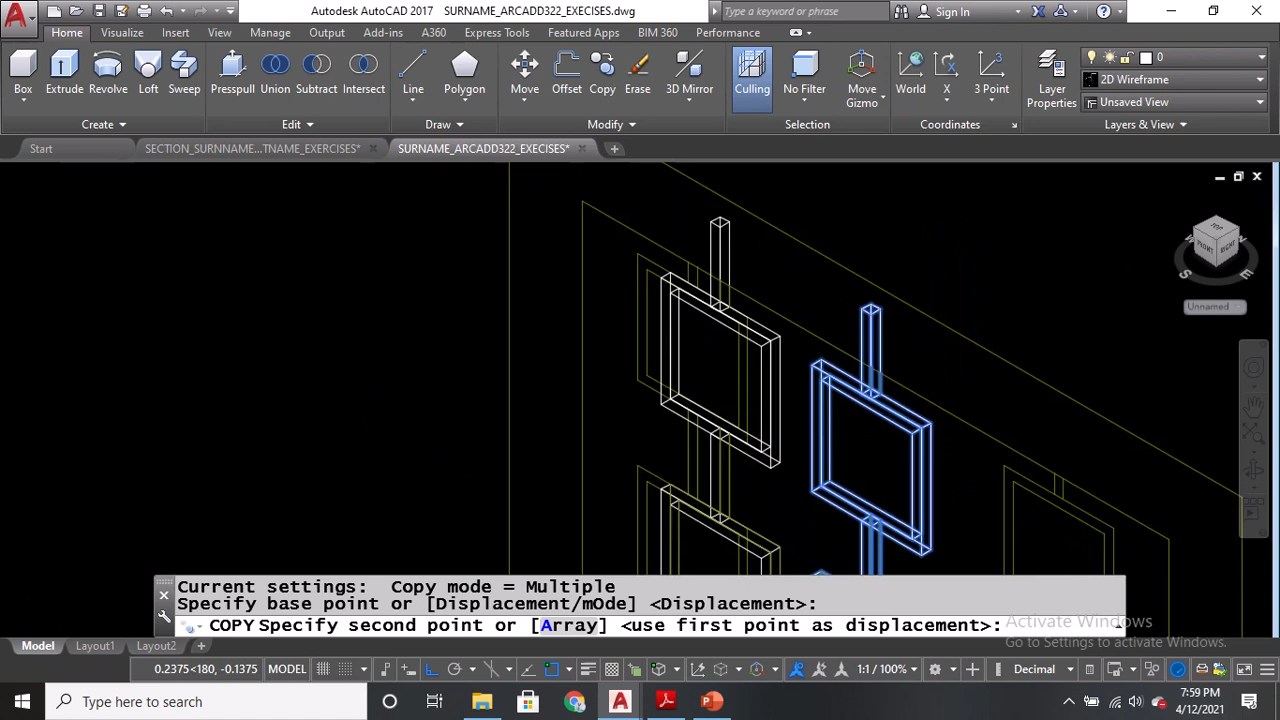 Autodesk AutoCAD 2017 SURNAME_ARCADD322_EXECISES.dwg
Type a keyword or phrase
Sign In
Home Visualize Insert View Manage Output Add-ins A360 Express Tools Featured Apps BIM 360 Performance
Box Extrude Revolve Loft Sweep
Presspull Union Subtract Intersect
Line Polygon
Move Offset Copy Erase 3D Mirror
Culling No Filter Move Gizmo
World X 3 Point
Layer Properties
0
2D Wireframe
Unsaved View
Create Edit Draw Modify Selection Coordinates Layers & View
Start SECTION_SURNNAME...TNAME_EXERCISES* SURNAME_ARCADD322_EXECISES*
TOP
FRONT RIGHT
W N S E
Unnamed
Current settings: Copy mode = Multiple
Specify base point or [Displacement/mOde] <Displacement>:
COPY Specify second point or [Array] <use first point as displacement>:
Activate Windows
Go to Settings to activate Windows.
Model Layout1 Layout2
0.2375<180, -0.1375 MODEL 1:1 / 100% Decimal
Type here to search
7:59 PM
4/12/2021